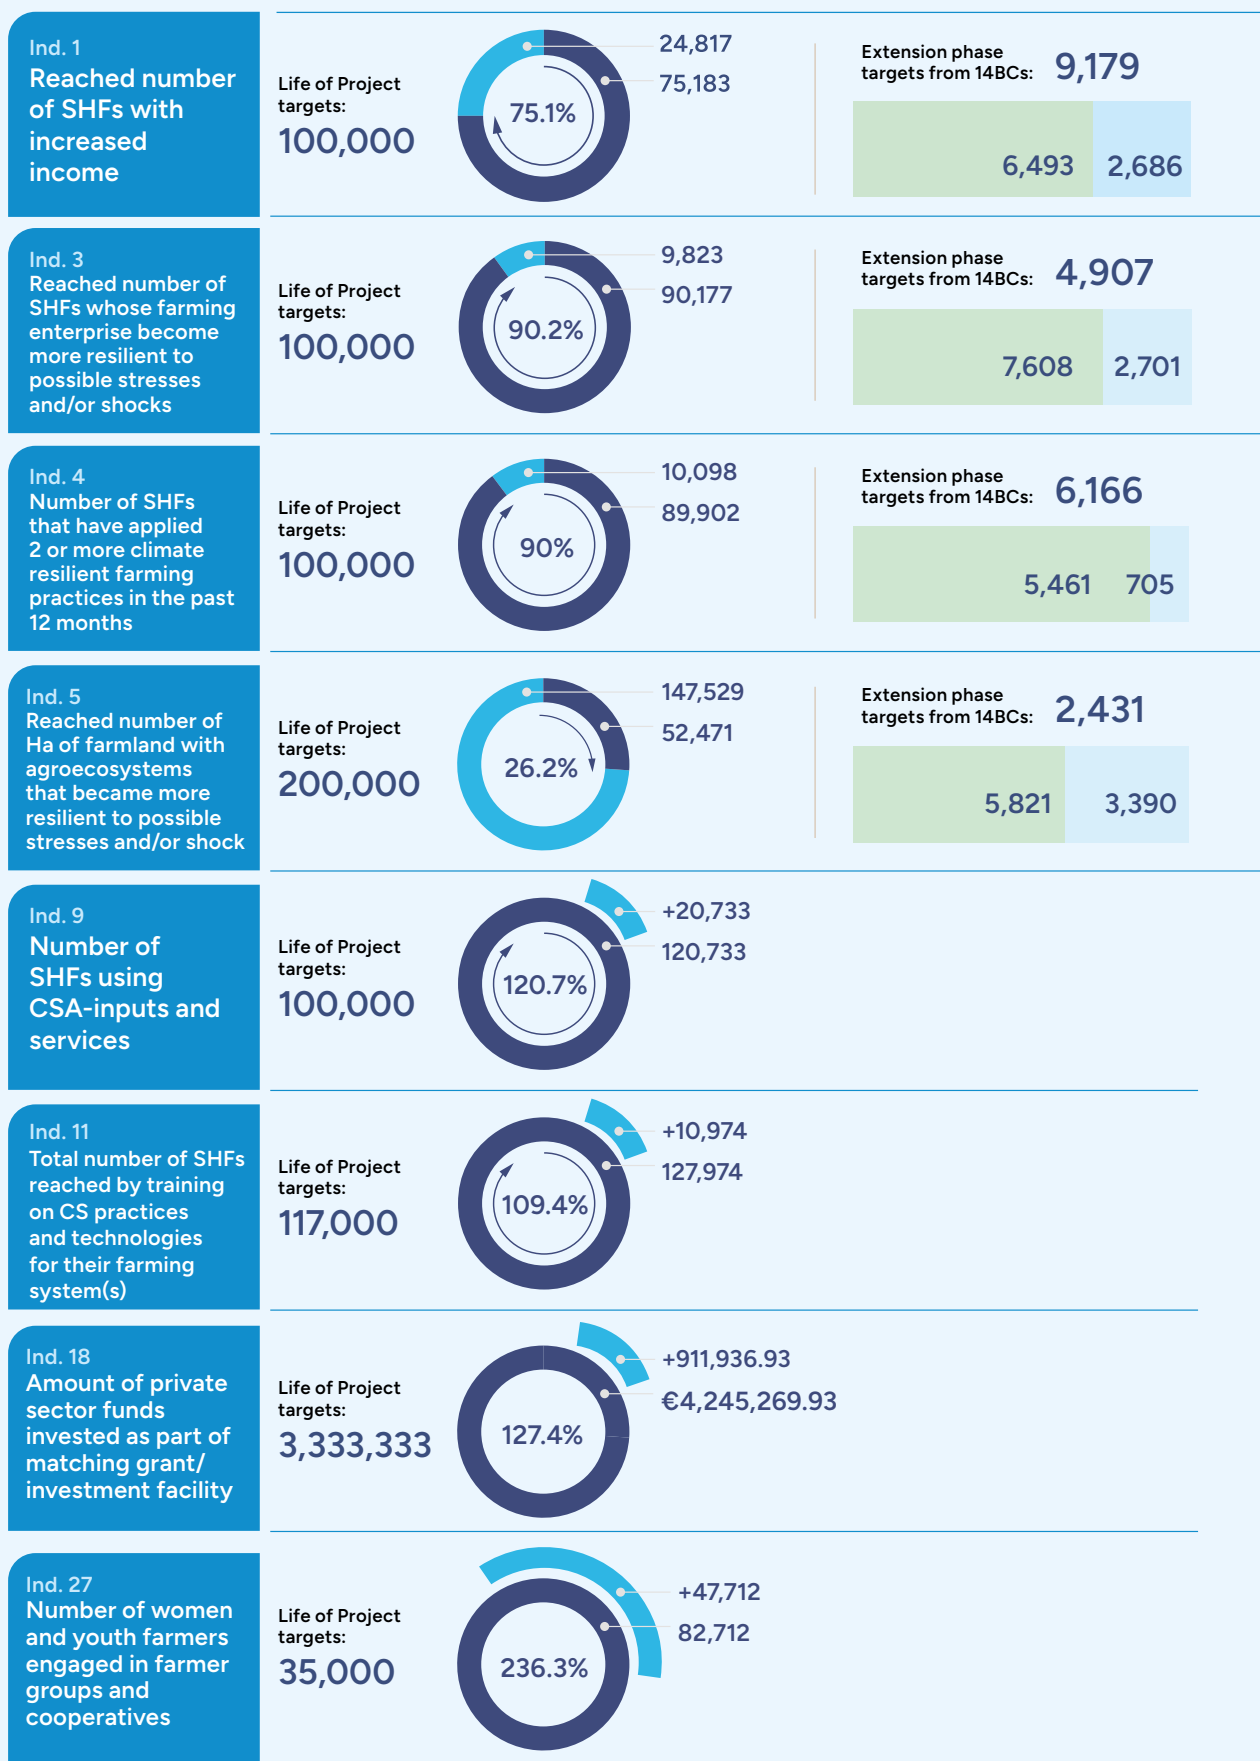 Ind. 1
Reached number
of SHFs with
increased
income
Life of Project
targets:
100,000
75.1%
24,817
75,183
Extension phase
targets from 14BCs: 9,179
6,493 2,686
Ind. 3
Reached number of
SHFs whose farming
enterprise become
more resilient to
possible stresses
and/or shocks
Life of Project
targets:
100,000
90.2%
9,823
90,177
Extension phase
targets from 14BCs: 4,907
7,608 2,701
Ind. 4
Number of SHFs
that have applied
2 or more climate
resilient farming
practices in the past
12 months
Life of Project
targets:
100,000
90%
10,098
89,902
Extension phase
targets from 14BCs: 6,166
5,461 705
Ind. 5
Reached number of
Ha of farmland with
agroecosystems
that became more
resilient to possible
stresses and/or shock
Life of Project
targets:
200,000
26.2%
147,529
52,471
Extension phase
targets from 14BCs: 2,431
5,821 3,390
Ind. 9
Number of
SHFs using
CSA-inputs and
services
Life of Project
targets:
100,000
120.7%
+20,733
120,733
Ind. 11
Total number of SHFs
reached by training
on CS practices
and technologies
for their farming
system(s)
Life of Project
targets:
117,000
109.4%
+10,974
127,974
Ind. 18
Amount of private
sector funds
invested as part of
matching grant/
investment facility
Life of Project
targets:
3,333,333
127.4%
+911,936.93
€4,245,269.93
Ind. 27
Number of women
and youth farmers
engaged in farmer
groups and
cooperatives
Life of Project
targets:
35,000
236.3%
+47,712
82,712